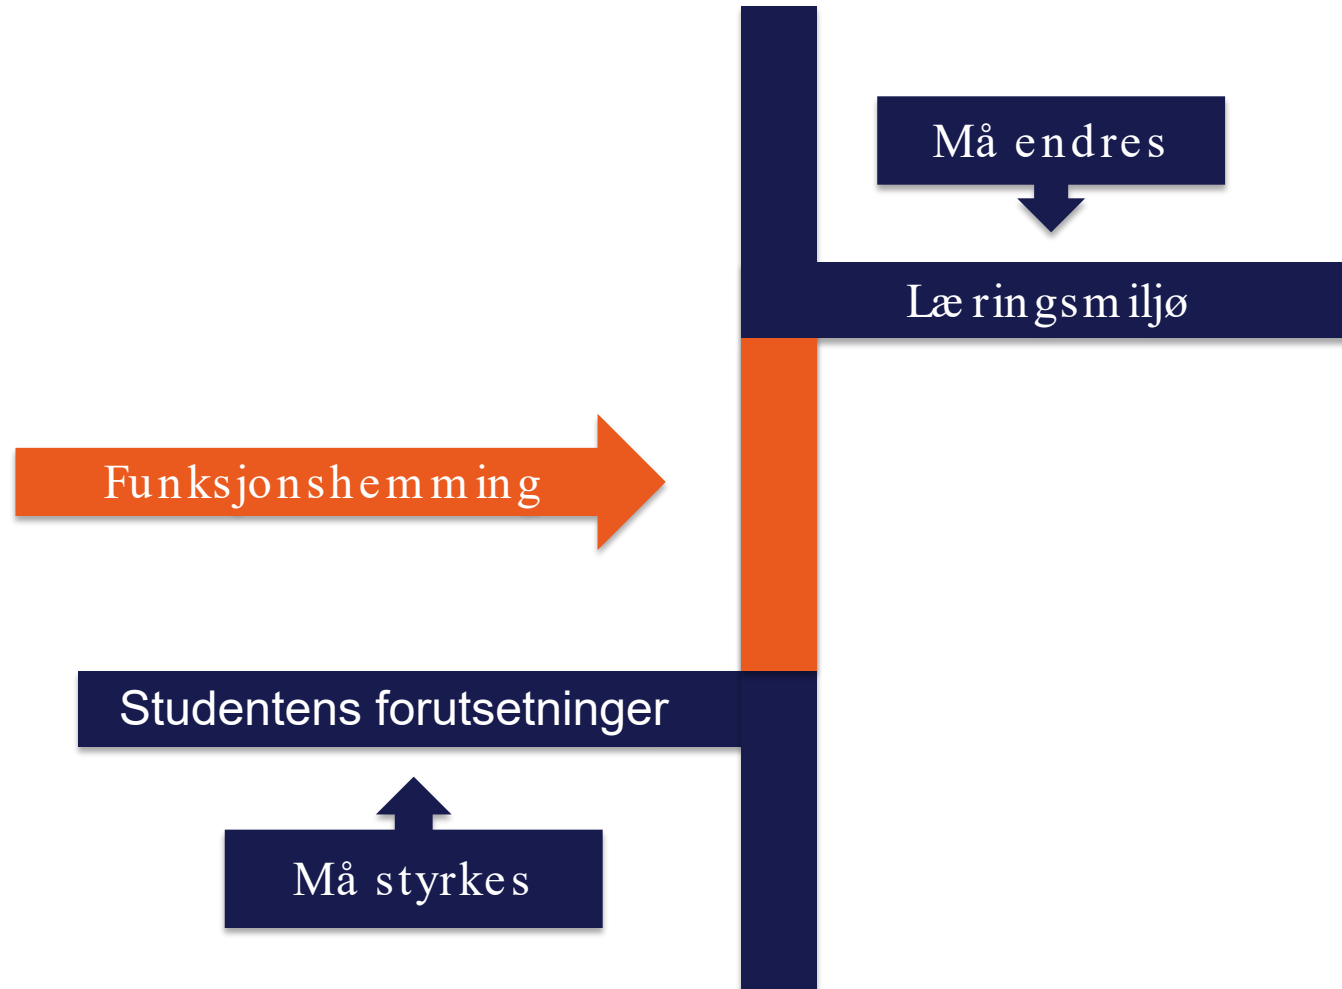 Må endres
Læringsmiljø
Funksjonshemming
Studentens forutsetninger
Må styrkes